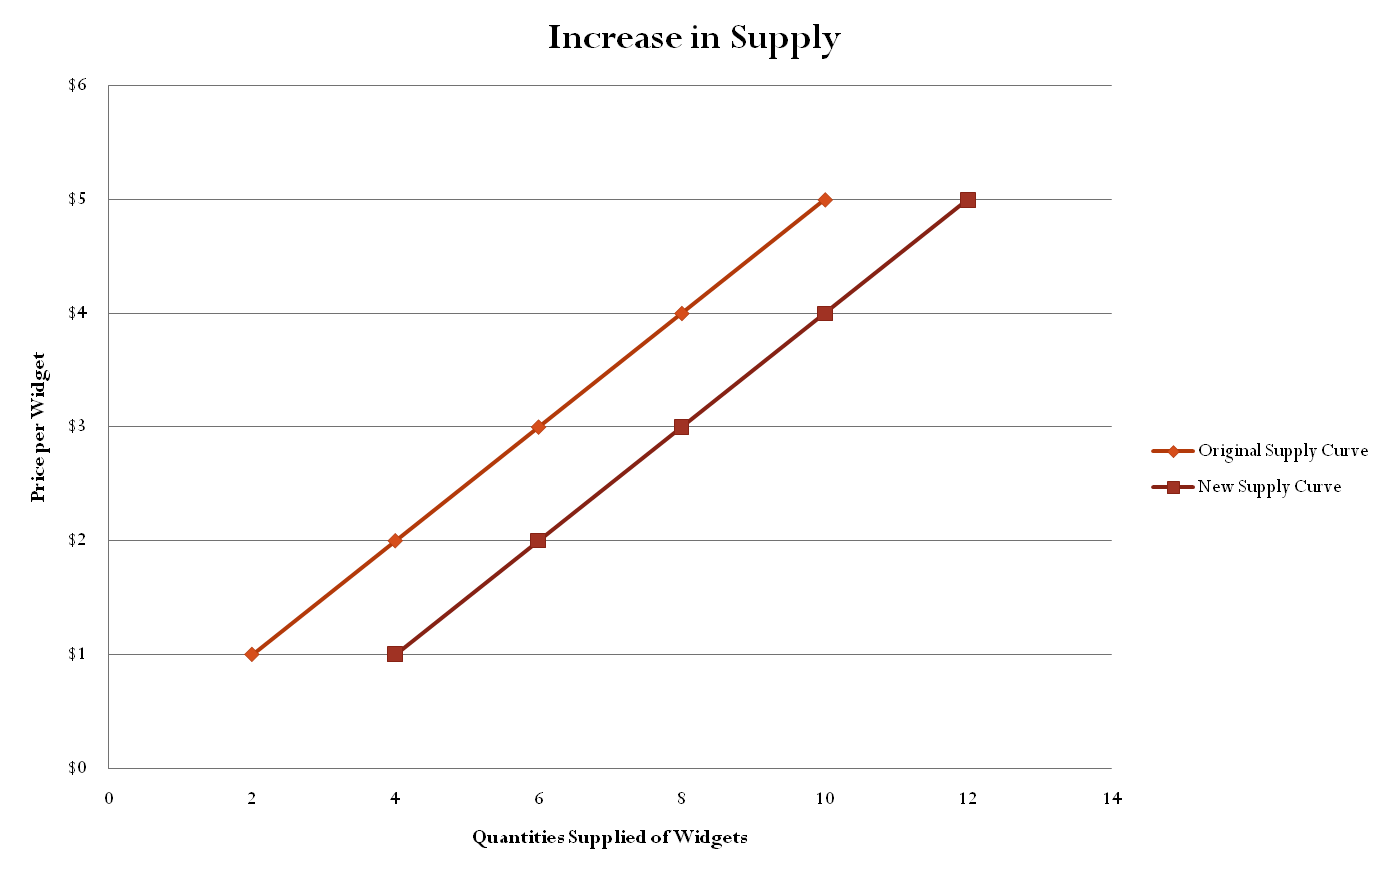 Increase in Supply
$6
$5
$4
$3
$2
$1
$0
Price per Widget
0 2 4 6 8 10 12 14
Quantities Supplied of Widgets
Original Supply Curve
New Supply Curve